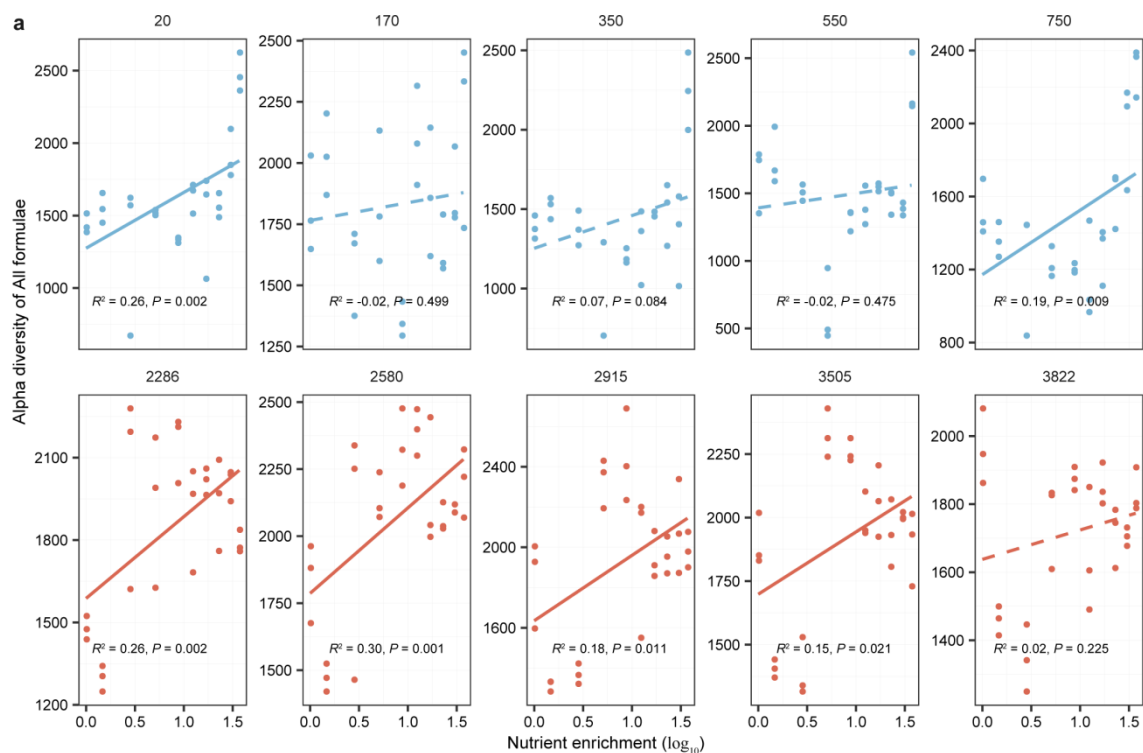 a
20 170 350 550 750
Alpha diversity of All formulae
2500
2000
1500
1000
R² = 0.26, P = 0.002
2500
2250
2000
1750
1500
1250
R² = -0.02, P = 0.499
2500
2000
1500
1000
R² = 0.07, P = 0.084
2500
2000
1500
1000
500
R² = -0.02, P = 0.475
2400
2000
1600
1200
800
R² = 0.19, P = 0.009
2286 2580 2915 3505 3822
2100
1800
1500
1200
R² = 0.26, P = 0.002
2500
2250
2000
1750
1500
R² = 0.30, P = 0.001
2400
2000
1600
R² = 0.18, P = 0.011
2250
2000
1750
1500
R² = 0.15, P = 0.021
2000
1800
1600
1400
R² = 0.02, P = 0.225
0.0 0.5 1.0 1.5
0.0 0.5 1.0 1.5
0.0 0.5 1.0 1.5
0.0 0.5 1.0 1.5
0.0 0.5 1.0 1.5
Nutrient enrichment (log₁₀)